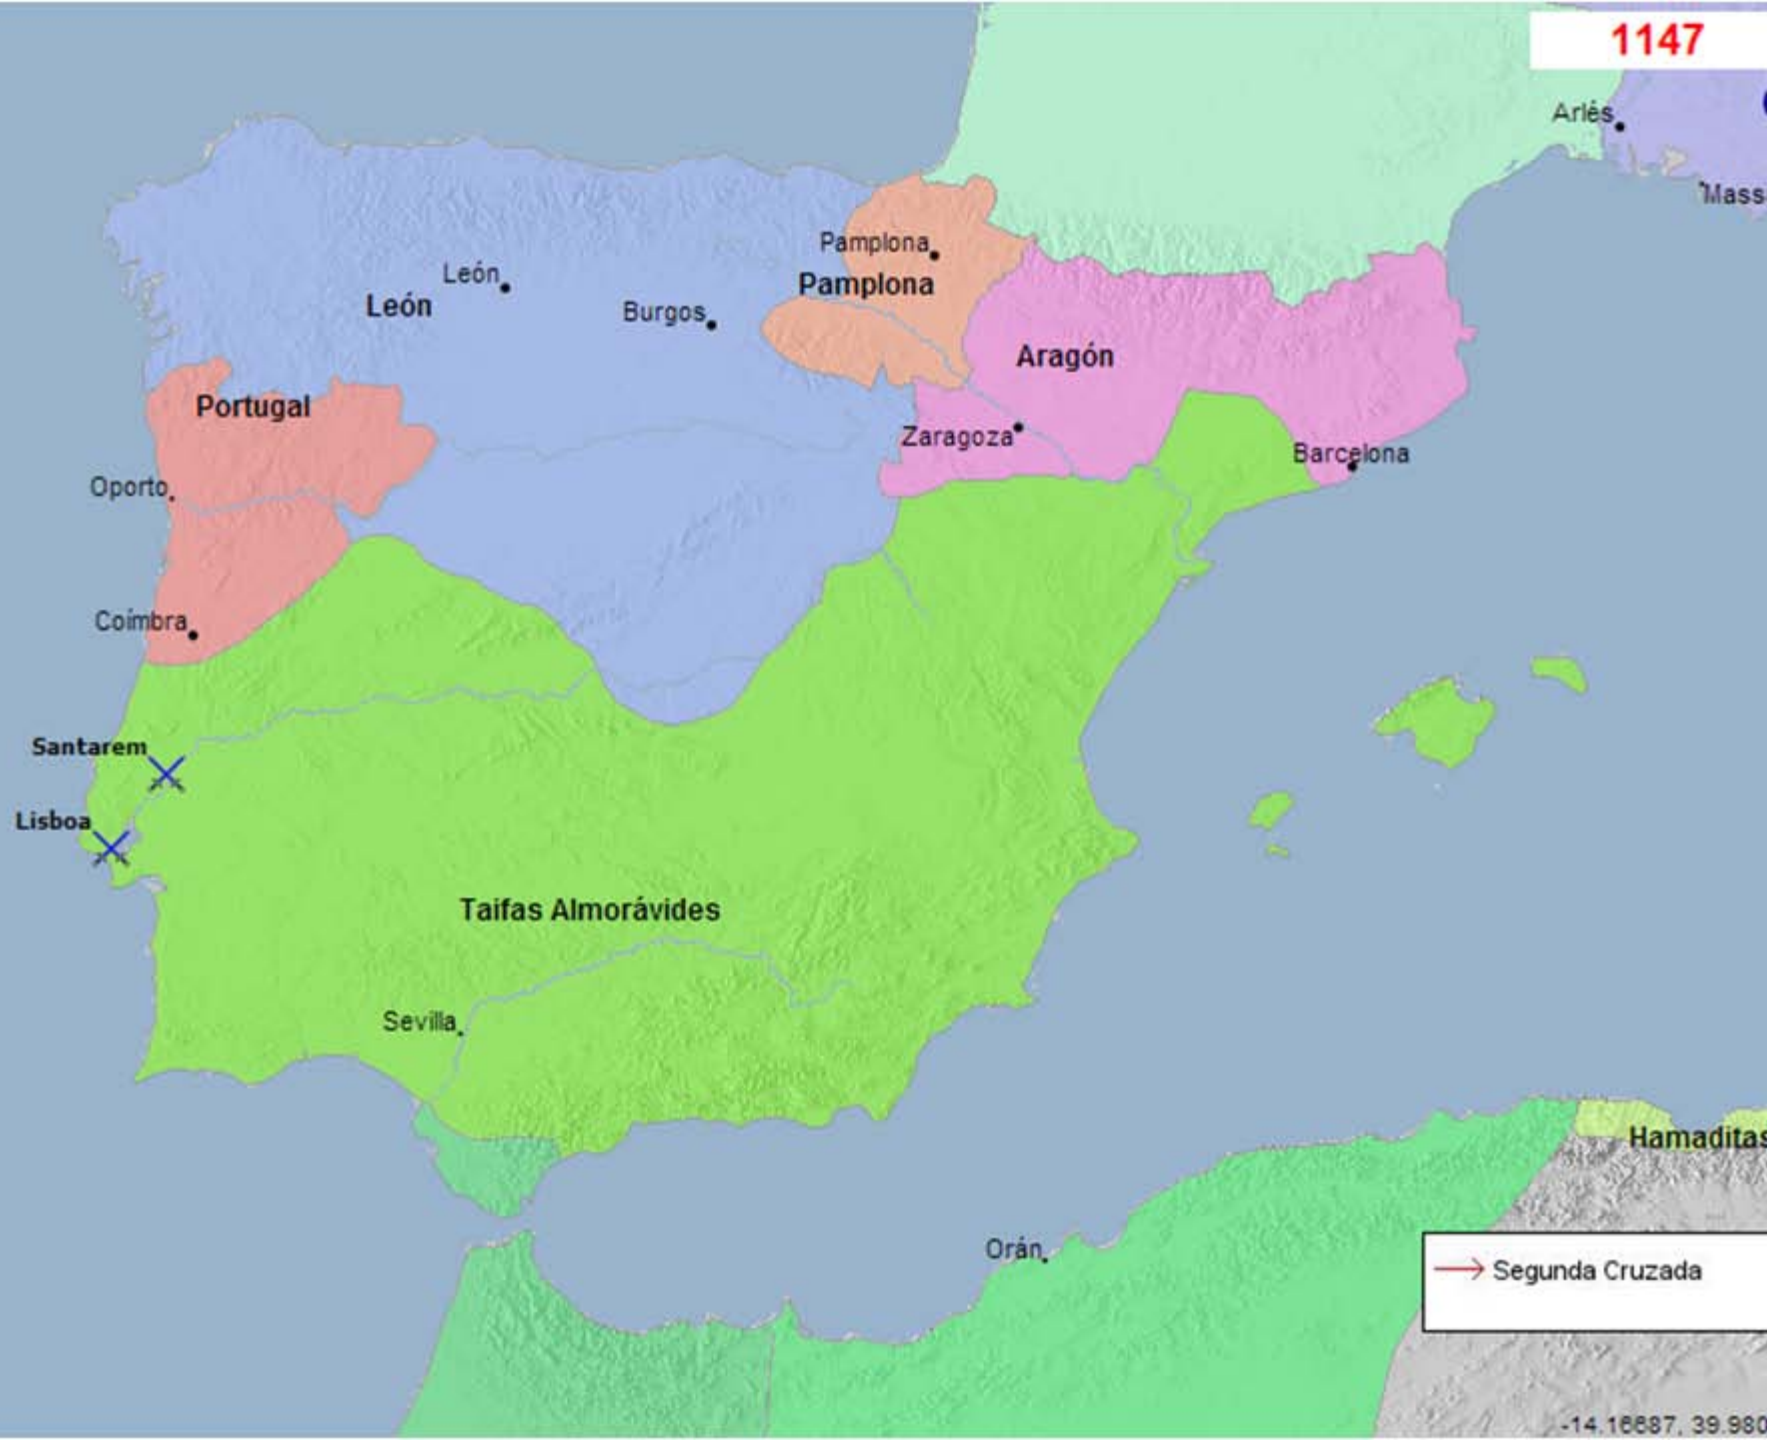 1147
Arlés
Mass
Pamplona
León
Pamplona
León
Burgos
Aragón
Portugal
Zaragoza
Barcelona
Oporto
Coímbra
Santarem
Lisboa
Taifas Almorávides
Sevilla
Hamaditas
Orán
Segunda Cruzada
-14.16687, 39.980